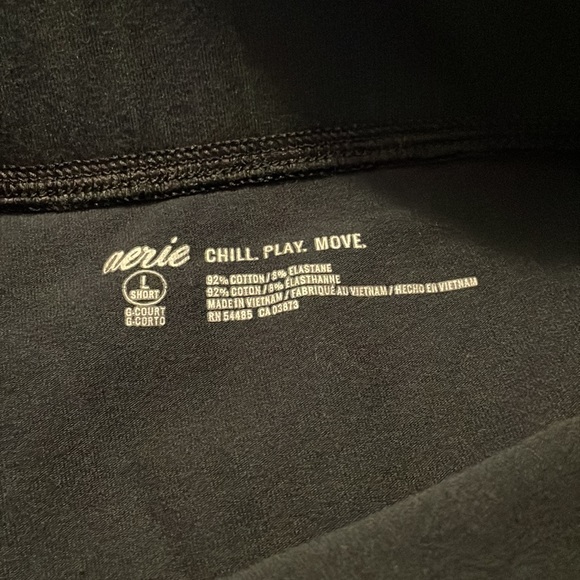 aerie CHILL. PLAY. MOVE.
L
SHORT
G-COURT
G-CORTO
92% COTTON/8% ELASTANE
92% COTON/8% ÉLASTHANNE
MADE IN VIETNAM / FABRIQUÉ AU VIETNAM / HECHO EN VIETNAM
RN 54485 CA 03873